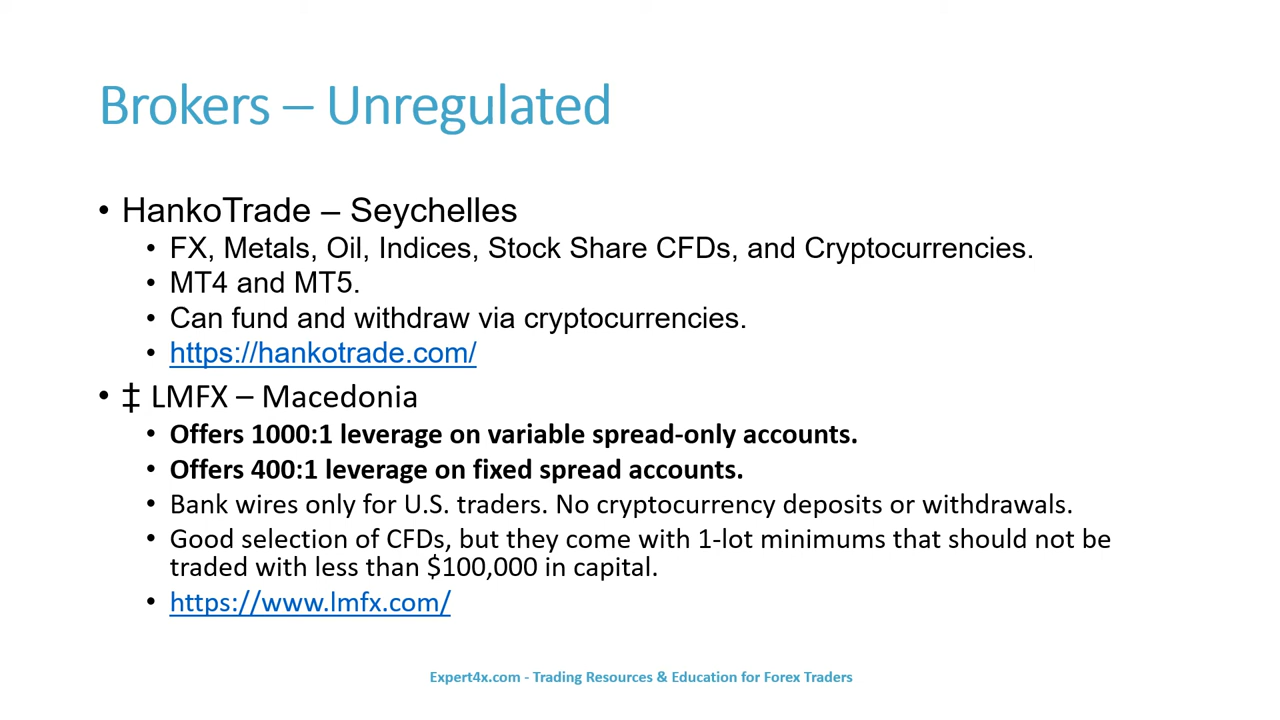 Brokers – Unregulated
• HankoTrade – Seychelles
• FX, Metals, Oil, Indices, Stock Share CFDs, and Cryptocurrencies.
• MT4 and MT5.
• Can fund and withdraw via cryptocurrencies.
• https://hankotrade.com/
• ‡ LMFX – Macedonia
• Offers 1000:1 leverage on variable spread-only accounts.
• Offers 400:1 leverage on fixed spread accounts.
• Bank wires only for U.S. traders. No cryptocurrency deposits or withdrawals.
• Good selection of CFDs, but they come with 1-lot minimums that should not be
traded with less than $100,000 in capital.
• https://www.lmfx.com/
Expert4x.com - Trading Resources & Education for Forex Traders